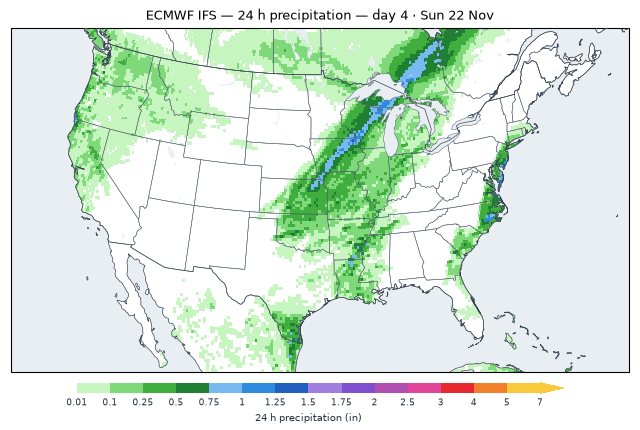 ECMWF IFS — 24 h precipitation — day 4 · Sun 22 Nov
0.01 0.1 0.25 0.5 0.75 1 1.25 1.5 1.75 2 2.5 3 4 5 7
24 h precipitation (in)